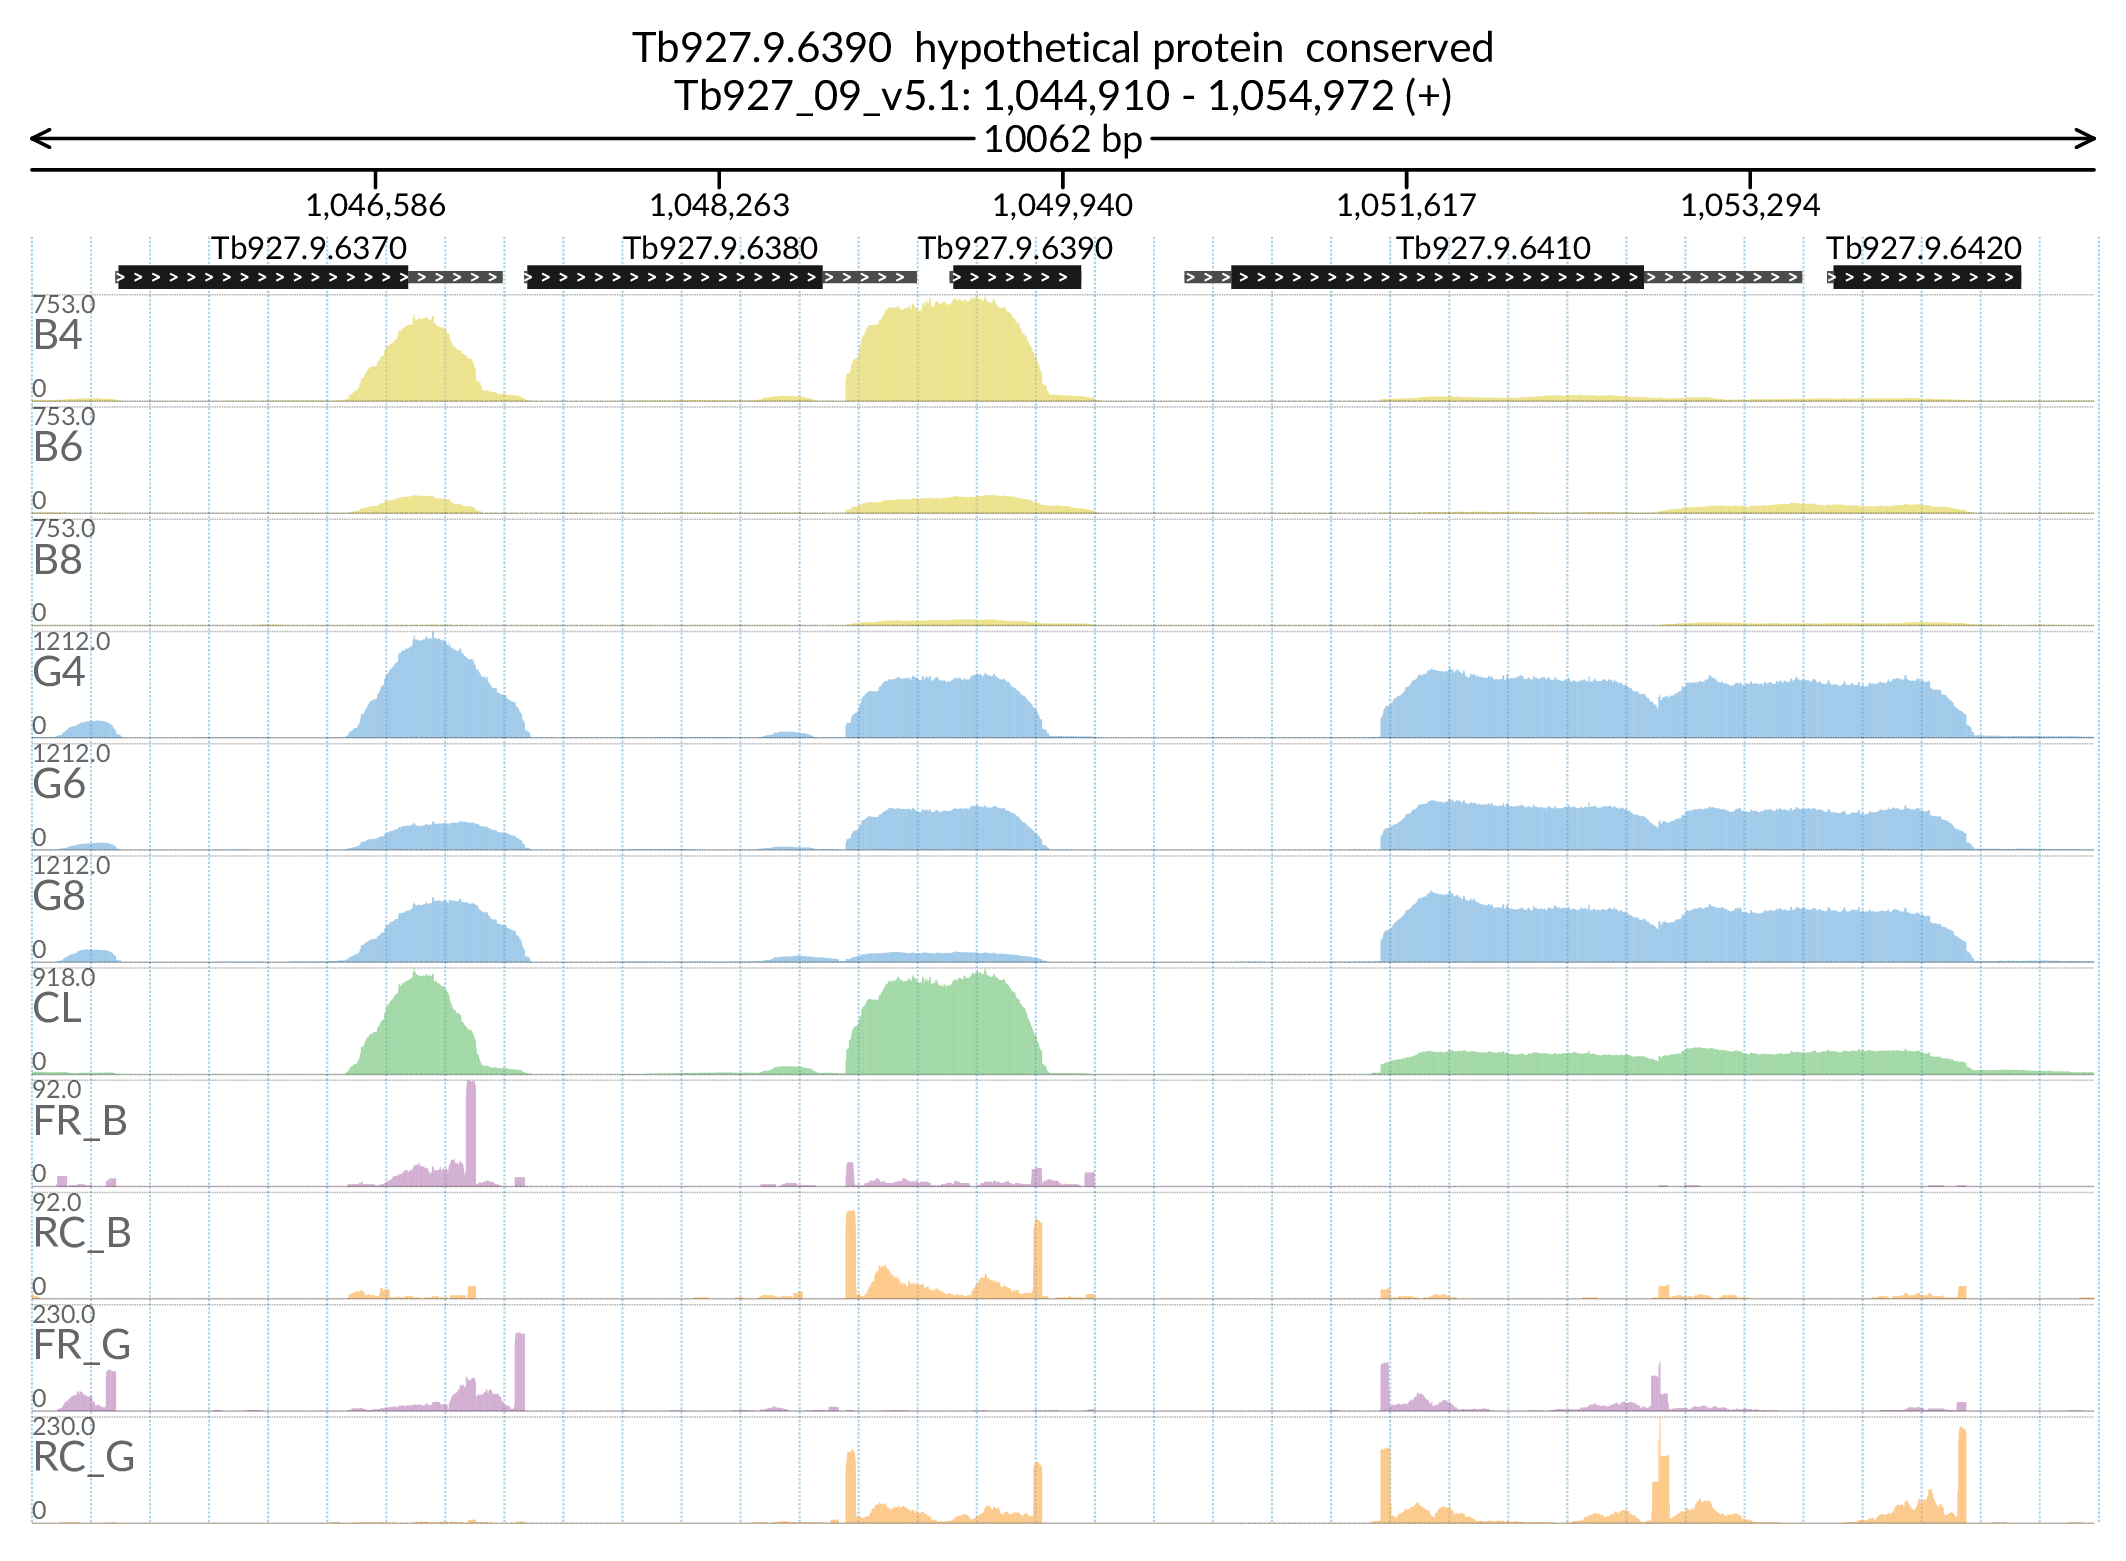 Tb927.9.6390 hypothetical protein conserved
Tb927_09_v5.1: 1,044,910 - 1,054,972 (+)
10062 bp
1,046,586 1,048,263 1,049,940 1,051,617 1,053,294
Tb927.9.6370 Tb927.9.6380 Tb927.9.6390 Tb927.9.6410 Tb927.9.6420
753.0
B4
0
753.0
B6
0
753.0
B8
0
1212.0
G4
0
1212.0
G6
0
1212.0
G8
0
918.0
CL
0
92.0
FR_B
0
92.0
RC_B
0
230.0
FR_G
0
230.0
RC_G
0